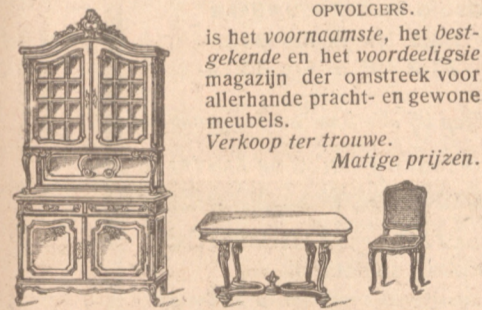 OPVOLGERS.
is het voornaamste, het best-
gekende en het voordeeligsie
magazijn der omstreek voor
allerhande pracht- en gewone
meubels.
Verkoop ter trouwe.
Matige prijzen.